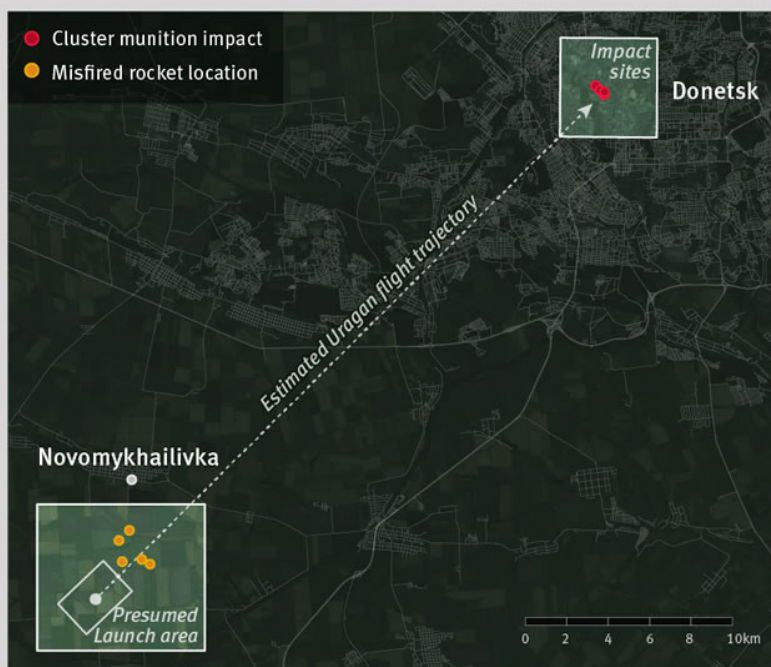 Cluster munition impact
Misfired rocket location
Impact
sites
Donetsk
Estimated Uragan flight trajectory
Novomykhailivka
Presumed
Launch area
0 2 4 6 8 10km